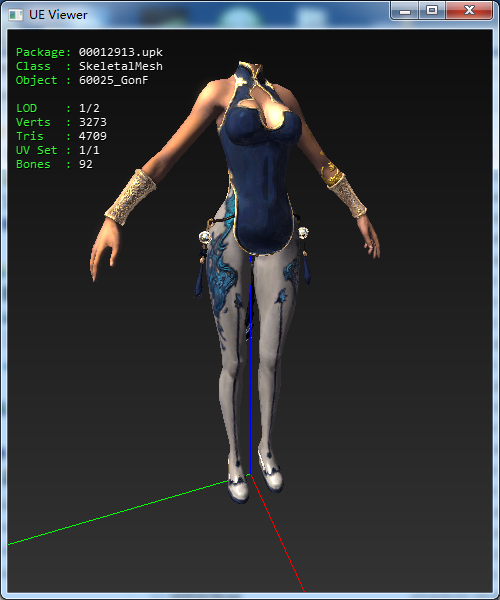 UE Viewer
Package: 00012913.upk
Class : SkeletalMesh
Object : 60025_GonF
LOD : 1/2
Verts : 3273
Tris : 4709
UV Set : 1/1
Bones : 92